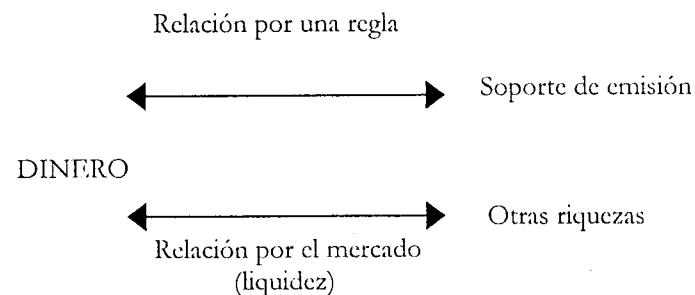 Relación por una regla
Soporte de emisión
DINERO
Otras riquezas
Relación por el mercado
(liquidez)